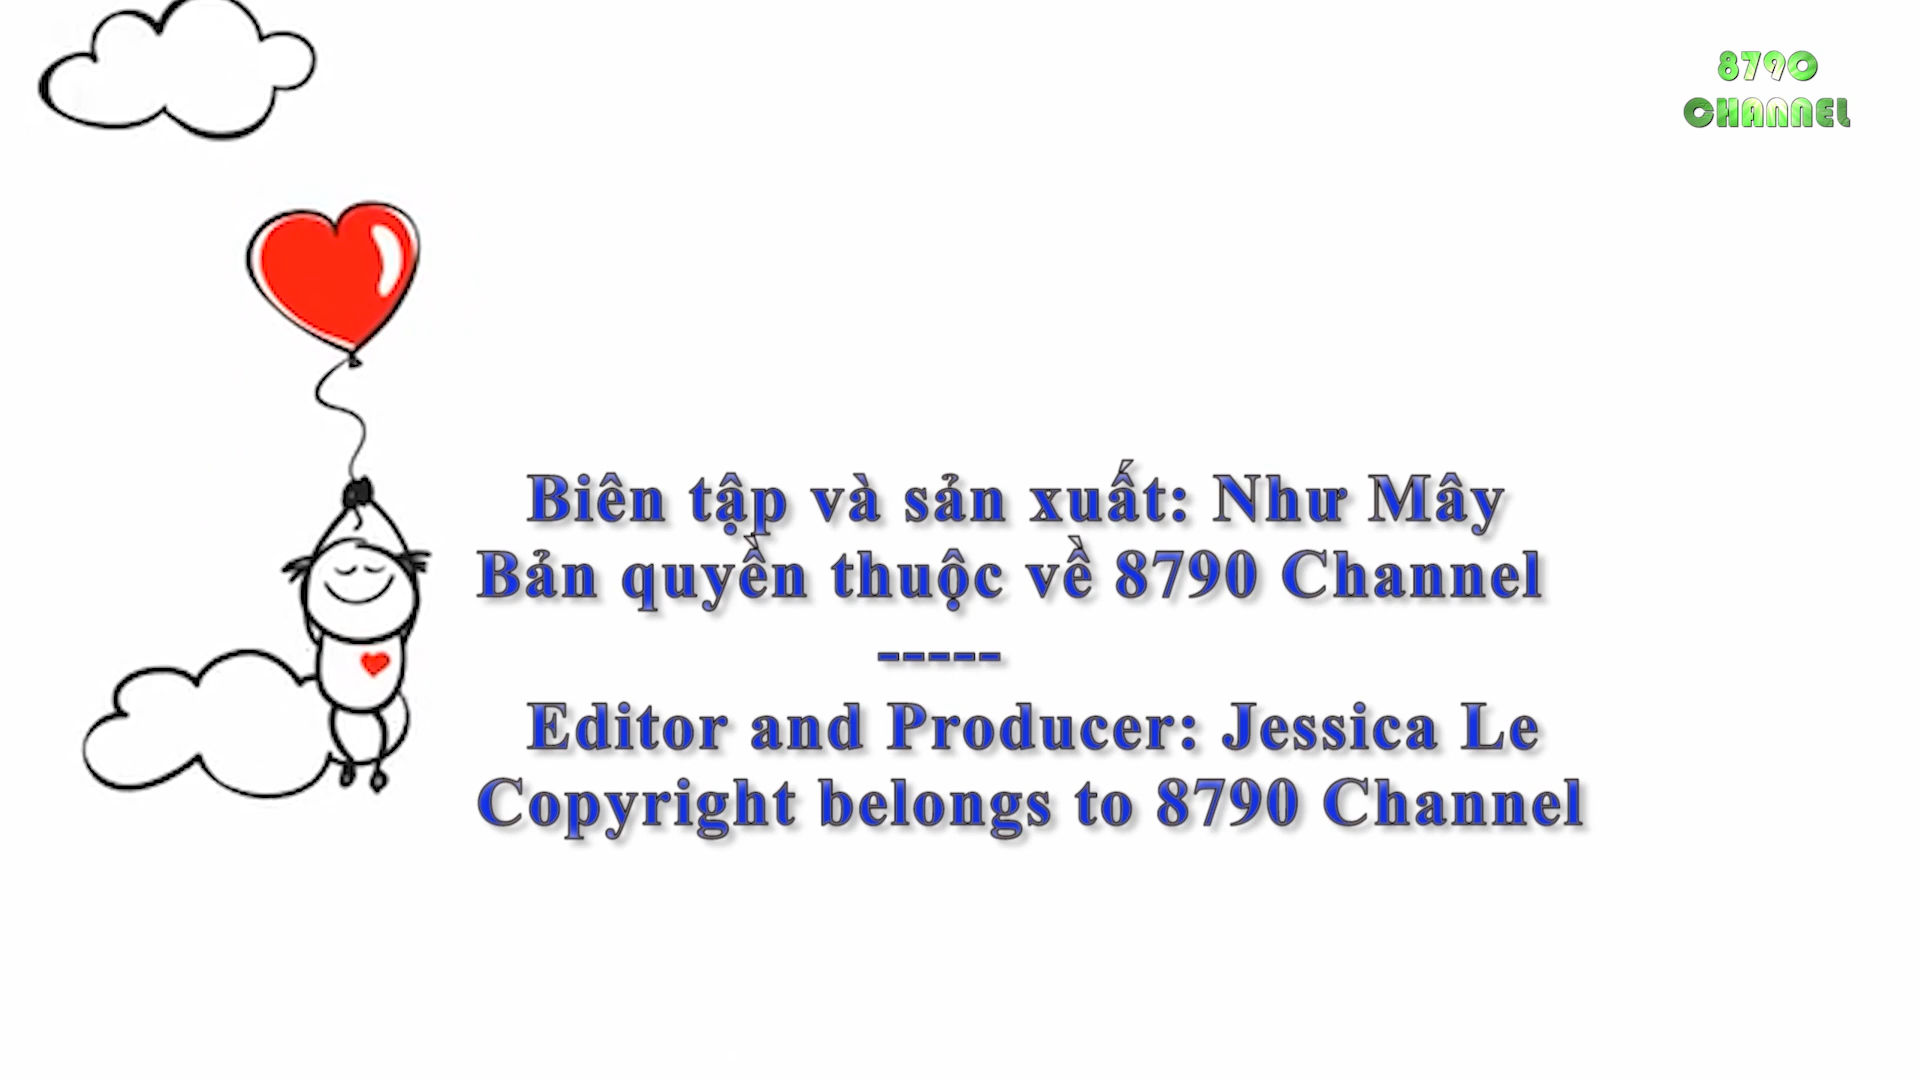 8790
CHANNEL
Biên tập và sản xuất: Như Mây
Bản quyền thuộc về 8790 Channel
-----
Editor and Producer: Jessica Le
Copyright belongs to 8790 Channel